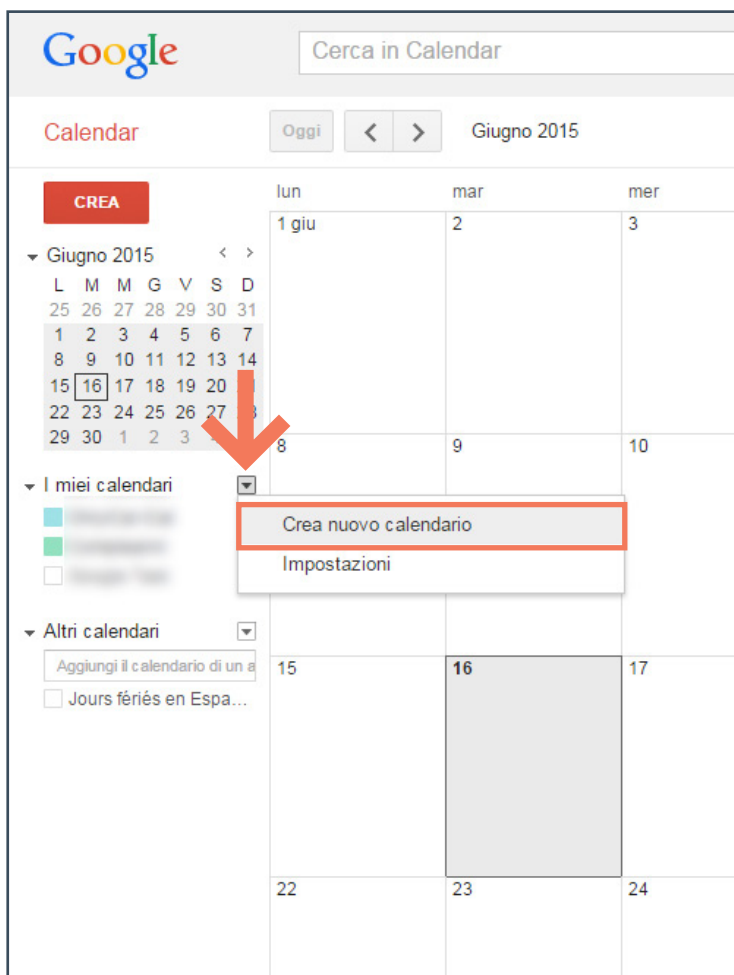 Google
Cerca in Calendar
Calendar
Oggi
Giugno 2015
CREA
lun mar mer
1 giu 2 3
Giugno 2015
L M M G V S D
25 26 27 28 29 30 31
1 2 3 4 5 6 7
8 9 10 11 12 13 14
15 16 17 18 19 20
22 23 24 25 26 27
29 30 1 2 3
8 9 10
I miei calendari
Crea nuovo calendario
Impostazioni
Altri calendari
Aggiungi il calendario di un a
15 16 17
Jours fériés en Espa...
22 23 24